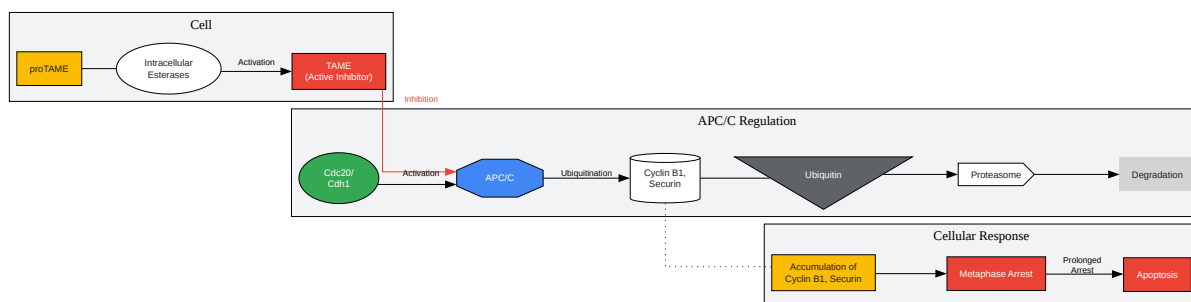 Cell
proTAME
Intracellular
Esterases
Activation
TAME
(Active Inhibitor)
Inhibition
APC/C Regulation
Cdc20/
Cdh1
Activation
APC/C
Ubiquitination
Cyclin B1,
Securin
Ubiquitin
Proteasome
Degradation
Cellular Response
Accumulation of
Cyclin B1, Securin
Metaphase Arrest
Prolonged
Arrest
Apoptosis